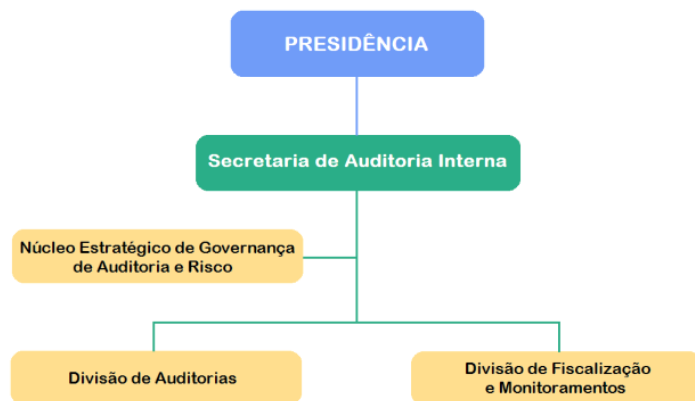 PRESIDÊNCIA
Secretaria de Auditoria Interna
Núcleo Estratégico de Governança
de Auditoria e Risco
Divisão de Auditorias
Divisão de Fiscalização
e Monitoramentos